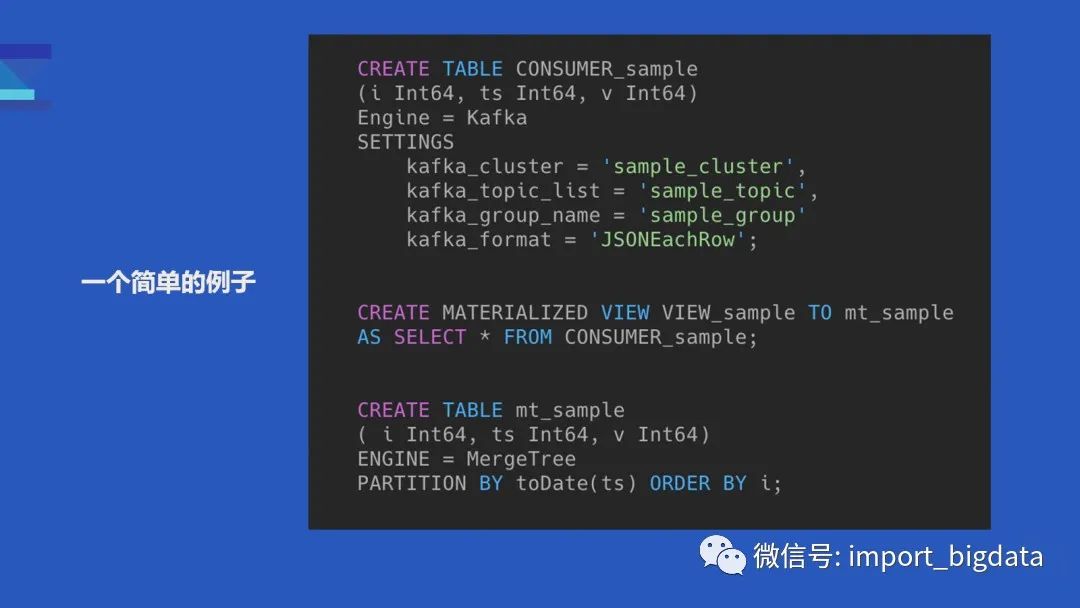 一个简单的例子
CREATE TABLE CONSUMER_sample
(i Int64, ts Int64, v Int64)
Engine = Kafka
SETTINGS
    kafka_cluster = 'sample_cluster',
    kafka_topic_list = 'sample_topic',
    kafka_group_name = 'sample_group'
    kafka_format = 'JSONEachRow';
CREATE MATERIALIZED VIEW VIEW_sample TO mt_sample
AS SELECT * FROM CONSUMER_sample;
CREATE TABLE mt_sample
( i Int64, ts Int64, v Int64)
ENGINE = MergeTree
PARTITION BY toDate(ts) ORDER BY i;
微信号: import_bigdata